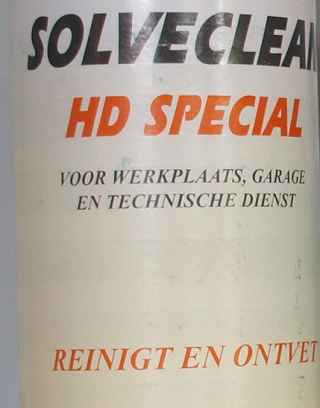 SOLVECLEAN
HD SPECIAL
VOOR WERKPLAATS, GARAGE
EN TECHNISCHE DIENST
REINIGT EN ONTVET